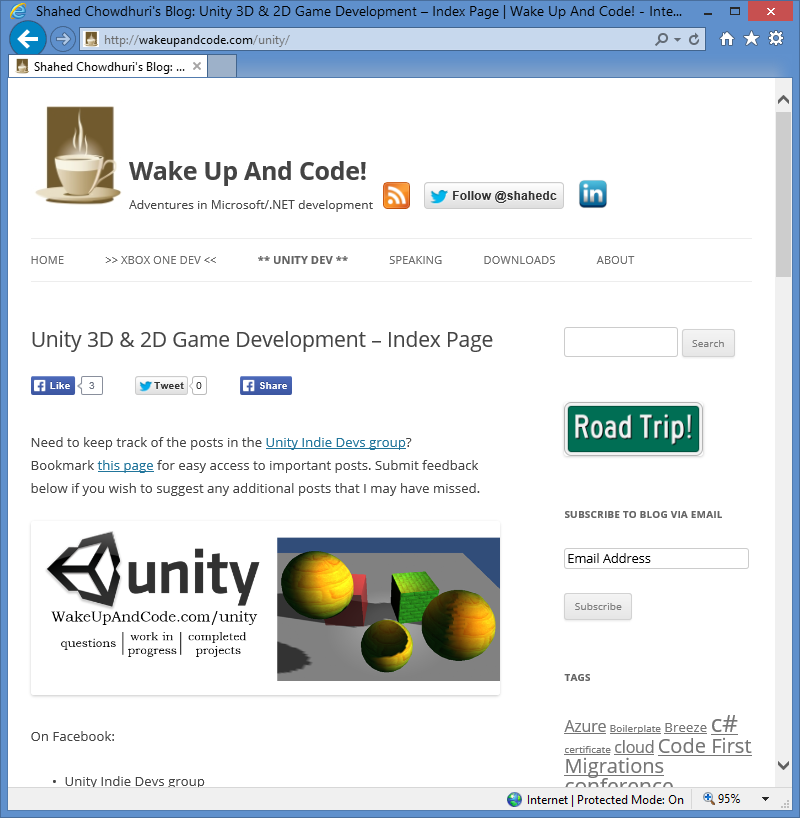 Shahed Chowdhuri's Blog: Unity 3D & 2D Game Development – Index Page | Wake Up And Code! - Inte...
http://wakeupandcode.com/unity/
Shahed Chowdhuri's Blog: ...
Wake Up And Code!
Adventures in Microsoft/.NET development
Follow @shahedc
in
HOME >> XBOX ONE DEV << ** UNITY DEV ** SPEAKING DOWNLOADS ABOUT
Unity 3D & 2D Game Development – Index Page
Search
Like 3 Tweet 0 Share
Road Trip!
Need to keep track of the posts in the Unity Indie Devs group?
Bookmark this page for easy access to important posts. Submit feedback
below if you wish to suggest any additional posts that I may have missed.
SUBSCRIBE TO BLOG VIA EMAIL
Email Address
Subscribe
unity
WakeUpAndCode.com/unity
questions | work in progress | completed projects
TAGS
Azure Boilerplate Breeze c#
certificate cloud Code First
Migrations
conference
On Facebook:
• Unity Indie Devs group
Internet | Protected Mode: On
95%